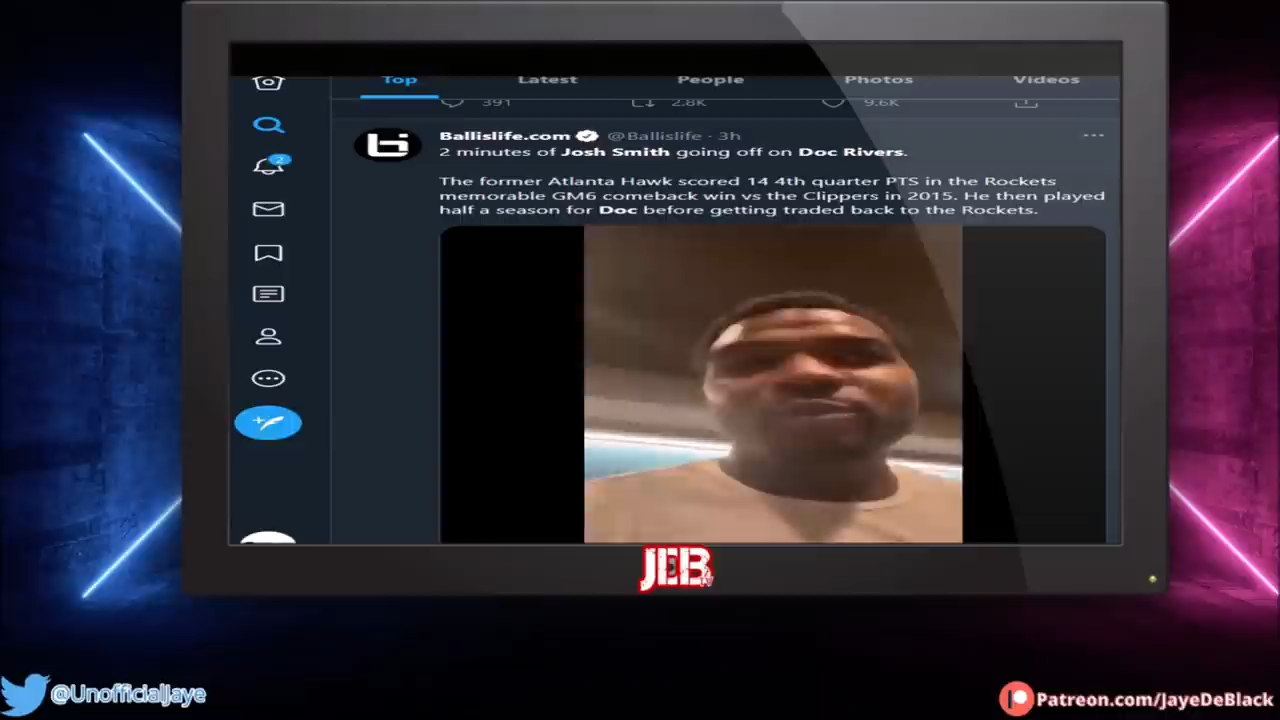 Top Latest People Photos Videos
391 2.8K 9.6K
Ballislife.com @Ballislife · 3h
2 minutes of Josh Smith going off on Doc Rivers.
The former Atlanta Hawk scored 14 4th quarter PTS in the Rockets
memorable GM6 comeback win vs the Clippers in 2015. He then played
half a season for Doc before getting traded back to the Rockets.
2
JEB
TV
@UnofficialJaye
Patreon.com/JayeDeBlack